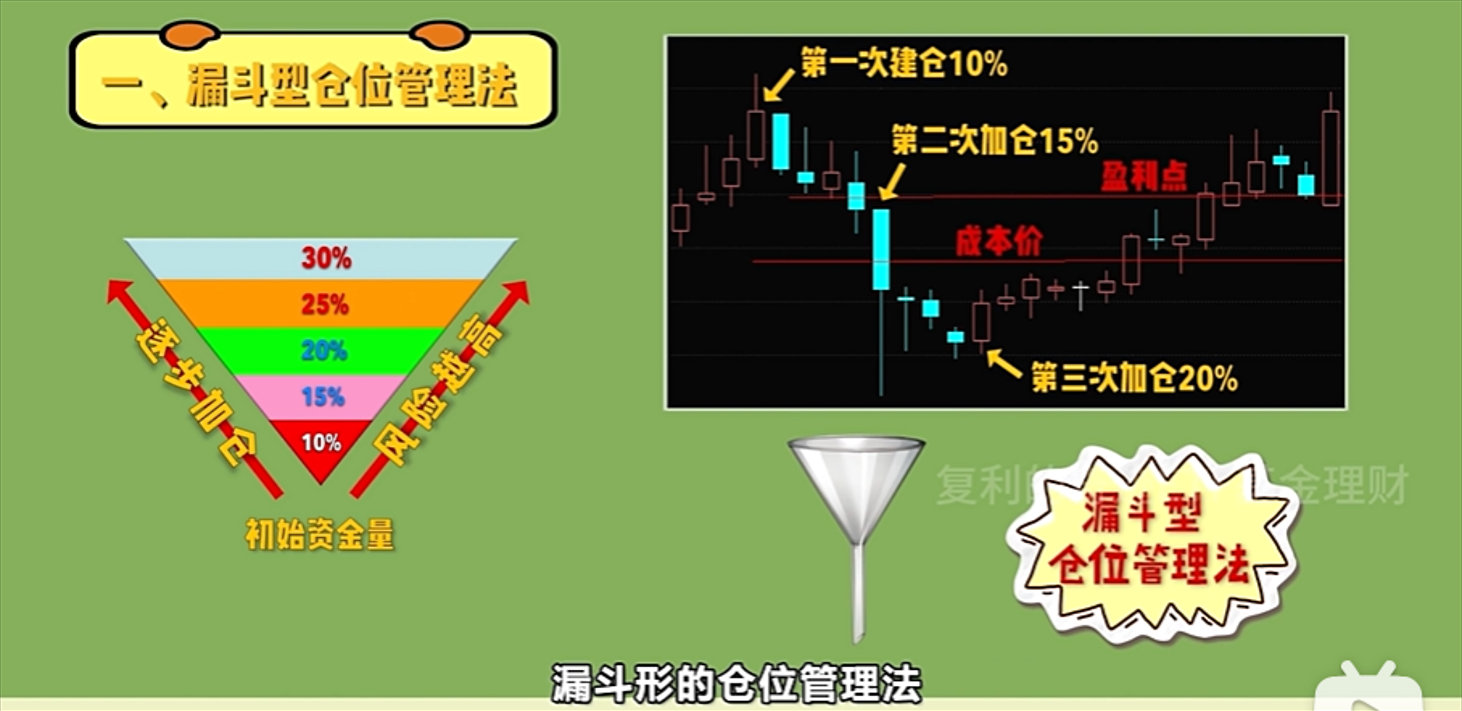 一、漏斗型仓位管理法
第一次建仓10%
第二次加仓15%
盈利点
成本价
第三次加仓20%
30%
25%
20%
15%
10%
逐步加仓
风险越高
初始资金量
复利的
金理财
漏斗型
仓位管理法
漏斗形的仓位管理法